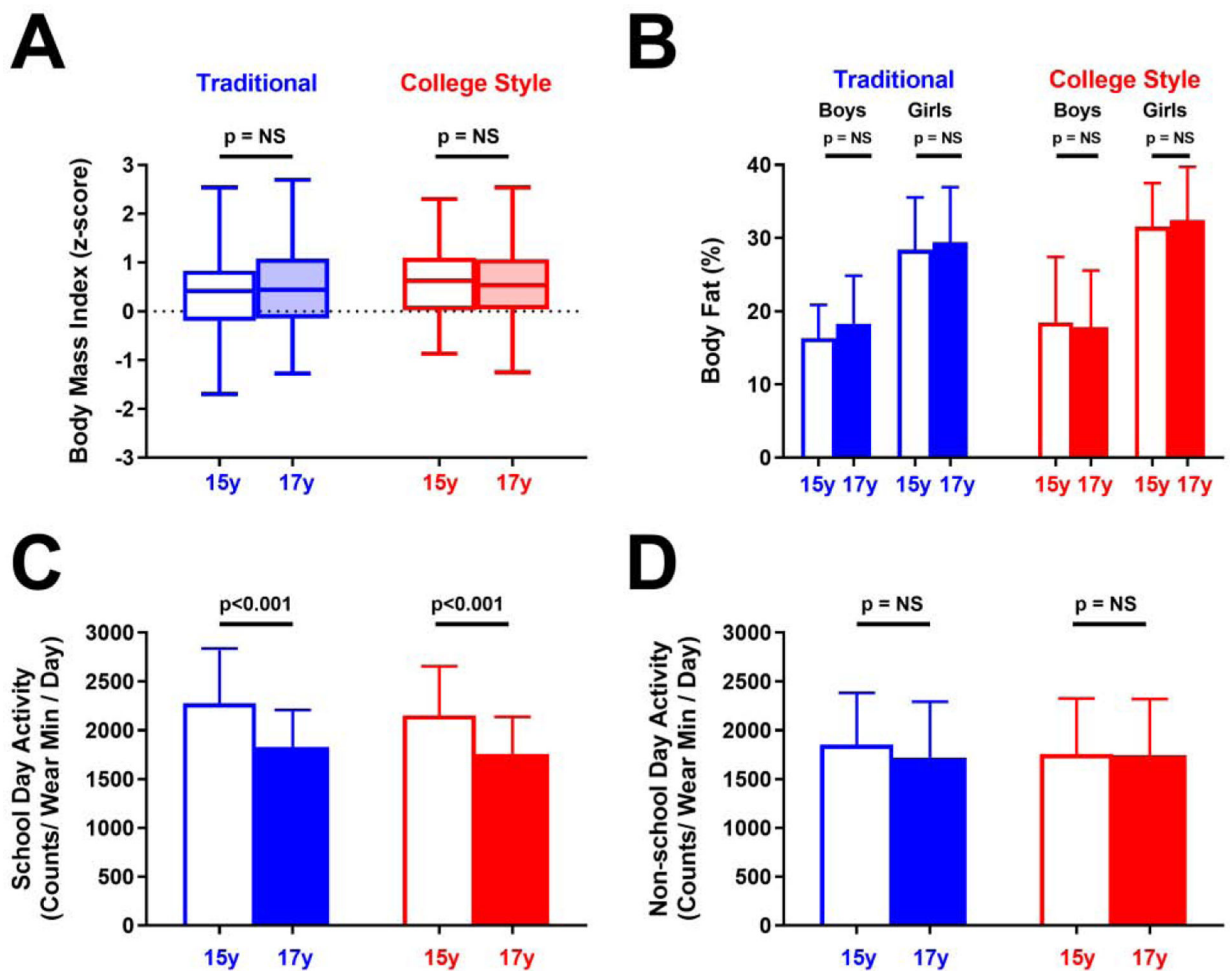 A
Traditional College Style
p = NS p = NS
Body Mass Index (z-score)
3
2
1
0
-1
-2
-3
15y 17y 15y 17y
B
Traditional College Style
Boys Girls Boys Girls
p = NS p = NS p = NS p = NS
Body Fat (%)
40
30
20
10
0
15y 17y 15y 17y 15y 17y 15y 17y
C
p<0.001 p<0.001
School Day Activity
(Counts/ Wear Min / Day)
3000
2500
2000
1500
1000
500
0
15y 17y 15y 17y
D
p = NS p = NS
Non-school Day Activity
(Counts/ Wear Min / Day)
3000
2500
2000
1500
1000
500
0
15y 17y 15y 17y